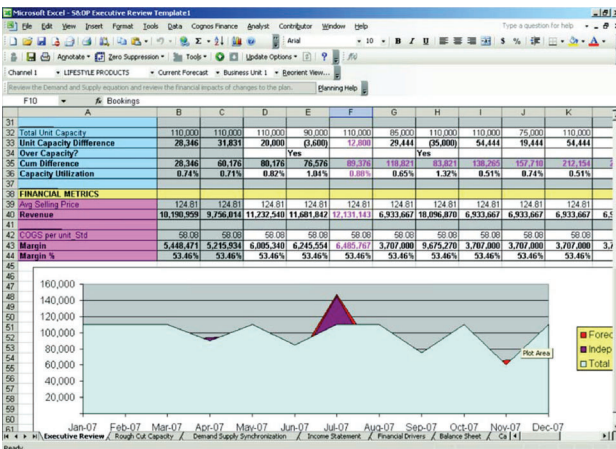 Microsoft Excel - S&OP Executive Review Template1
File Edit View Insert Format Tools Data Cognos Finance Analyst Contributor Window Help Type a question for help
Arial 10 B I U $ %
Annotate Zero Suppression Tools Update Options
Channel 1 LIFESTYLE PRODUCTS Current Forecast Business Unit 1 Reorient View...
Review the Demand and Supply equation and review the financial impacts of changes to the plan. Planning Help
F10 fx Bookings
A B C D E F G H I J K
31
32 Total Unit Capacity 110,000 110,000 110,000 90,000 110,000 85,000 110,000 110,000 75,000 110,000
33 Unit Capacity Difference 28,346 31,831 20,000 (3,600) 12,800 29,444 (35,000) 54,444 19,444 54,444
34 Over Capacity? Yes Yes
35 Cum Difference 28,346 60,176 80,176 76,576 89,376 118,821 83,821 138,265 157,710 212,154
36 Capacity Utilization 0.74% 0.71% 0.82% 1.04% 0.88% 0.65% 1.32% 0.51% 0.74% 0.51%
37
38 FINANCIAL METRICS
39 Avg Selling Price 124.81 124.81 124.81 124.81 124.81 124.81 124.81 124.81 124.81 124.81
40 Revenue 10,190,959 9,756,014 11,232,540 11,681,842 12,131,143 6,933,667 18,096,870 6,933,667 6,933,667 6,933,667
41
42 COGS per unit_Std 58.08 58.08 58.08 58.08 58.08 58.08 58.08 58.08 58.08 58.08
43 Margin 5,448,471 5,215,934 6,005,340 6,245,554 6,485,767 3,707,000 9,675,270 3,707,000 3,707,000 3,707,000
44 Margin % 53.46% 53.46% 53.46% 53.46% 53.46% 53.46% 53.46% 53.46% 53.46% 53.46%
45
46
47 160,000
48 140,000
49
50 120,000
51 100,000 Forec
52
53 80,000 Indep
54 Plot Area
55 60,000 Total
56 40,000
57
58 20,000
59
60
61 Jan-07 Feb-07 Mar-07 Apr-07 May-07 Jun-07 Jul-07 Aug-07 Sep-07 Oct-07 Nov-07 Dec-07
Executive Review Rough Cut Capacity Demand Supply Synchronization Income Statement Financial Drivers Balance Sheet Ca
Ready